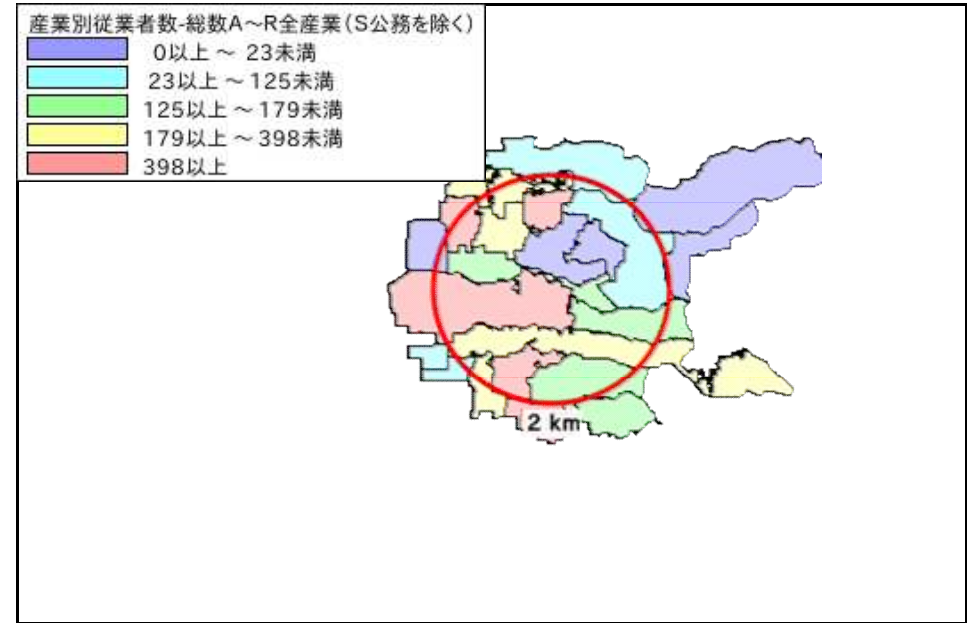 産業別従業者数-総数A～R全産業(S公務を除く)
0以上 ～ 23未満
23以上 ～ 125未満
125以上 ～ 179未満
179以上 ～ 398未満
398以上
2 km